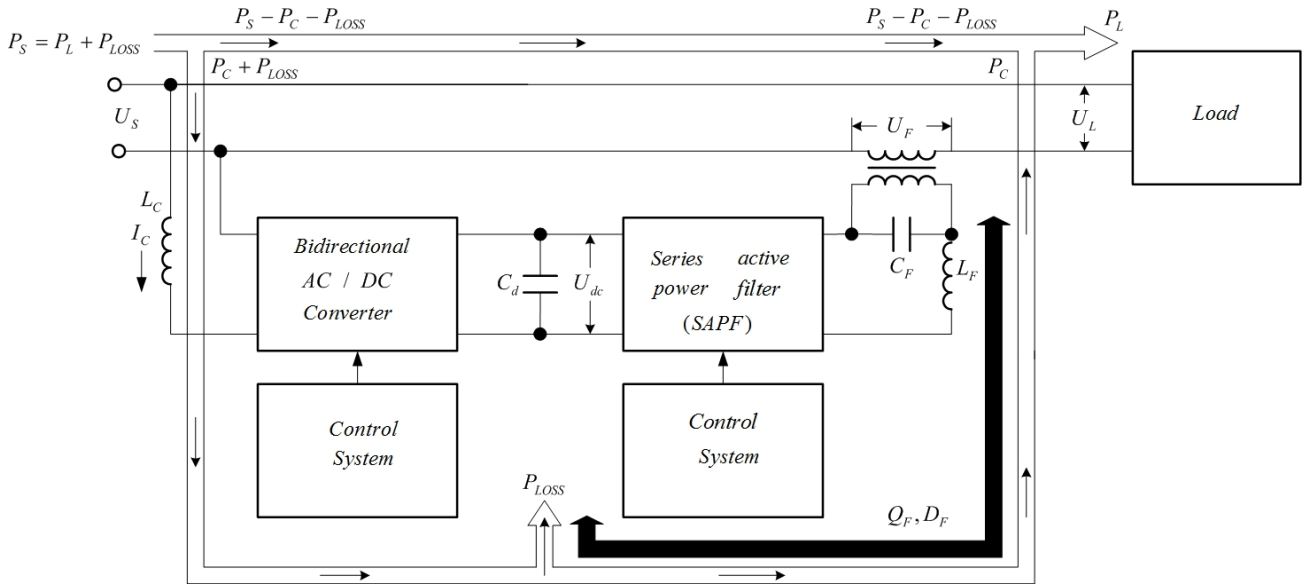 P_S − P_C − P_LOSS
P_S − P_C − P_LOSS
P_L
P_S = P_L + P_LOSS
P_C + P_LOSS
P_C
U_S
U_F
U_L
Load
L_C
I_C
Bidirectional
AC / DC
Converter
C_d
U_dc
Series active
power filter
(SAPF)
C_F
L_F
Control
System
Control
System
P_LOSS
Q_F, D_F